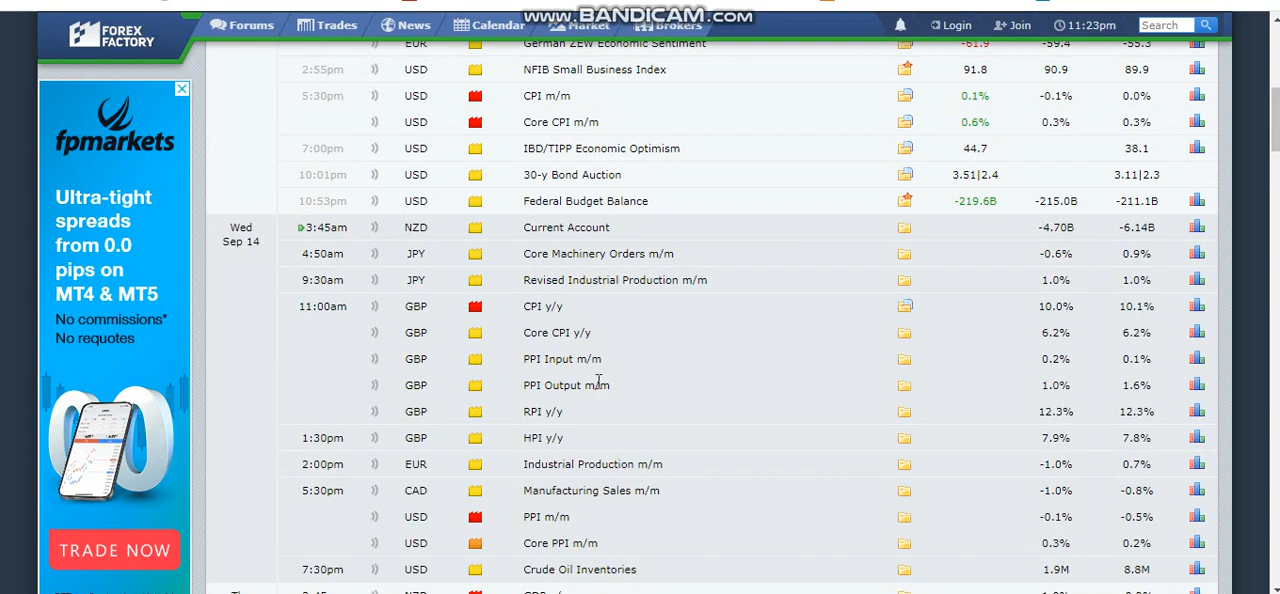 www.BANDICAM.com
FOREX
FACTORY
Forums Trades News Calendar Market Brokers Login Join 11:23pm Search
EUR German ZEW Economic Sentiment -61.9 -59.4 -55.3
2:55pm USD NFIB Small Business Index 91.8 90.9 89.9
5:30pm USD CPI m/m 0.1% -0.1% 0.0%
USD Core CPI m/m 0.6% 0.3% 0.3%
7:00pm USD IBD/TIPP Economic Optimism 44.7 38.1
10:01pm USD 30-y Bond Auction 3.51|2.4 3.11|2.3
10:53pm USD Federal Budget Balance -219.6B -215.0B -211.1B
Wed
Sep 14
3:45am NZD Current Account -4.70B -6.14B
4:50am JPY Core Machinery Orders m/m -0.6% 0.9%
9:30am JPY Revised Industrial Production m/m 1.0% 1.0%
11:00am GBP CPI y/y 10.0% 10.1%
GBP Core CPI y/y 6.2% 6.2%
GBP PPI Input m/m 0.2% 0.1%
GBP PPI Output m/m 1.0% 1.6%
GBP RPI y/y 12.3% 12.3%
1:30pm GBP HPI y/y 7.9% 7.8%
2:00pm EUR Industrial Production m/m -1.0% 0.7%
5:30pm CAD Manufacturing Sales m/m -1.0% -0.8%
USD PPI m/m -0.1% -0.5%
USD Core PPI m/m 0.3% 0.2%
7:30pm USD Crude Oil Inventories 1.9M 8.8M
fpmarkets
Ultra-tight
spreads
from 0.0
pips on
MT4 & MT5
No commissions*
No requotes
TRADE NOW